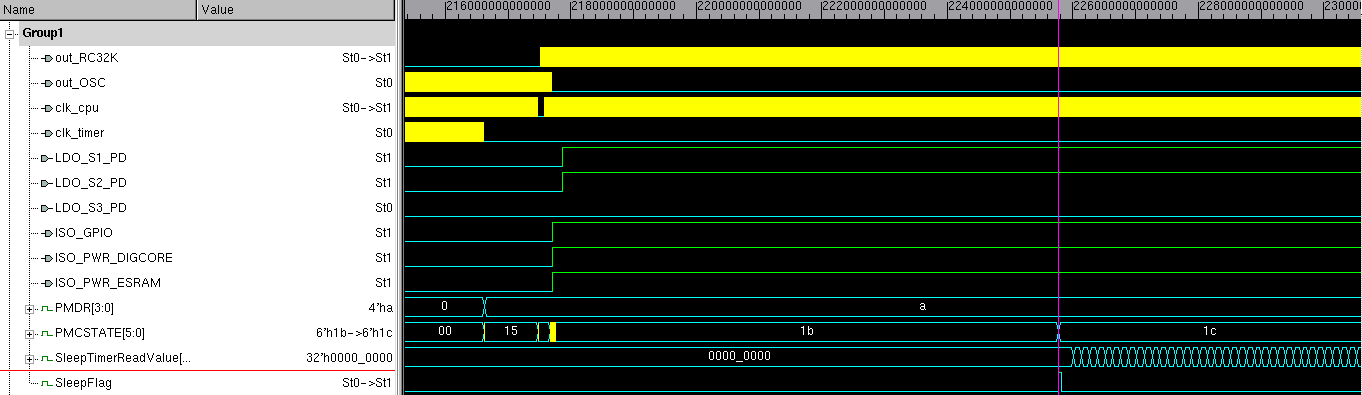 Name Value 216000000000000 218000000000000 220000000000000 222000000000000 224000000000000 226000000000000 228000000000000 23000
Group1
out_RC32K St0->St1
out_OSC St0
clk_cpu St0->St1
clk_timer St0
LDO_S1_PD St1
LDO_S2_PD St1
LDO_S3_PD St0
ISO_GPIO St1
ISO_PWR_DIGCORE St1
ISO_PWR_ESRAM St1
PMDR[3:0] 4'ha 0 a
PMCSTATE[5:0] 6'h1b->6'h1c 00 15 1b 1c
SleepTimerReadValue[... 32'h0000_0000 0000_0000
SleepFlag St0->St1